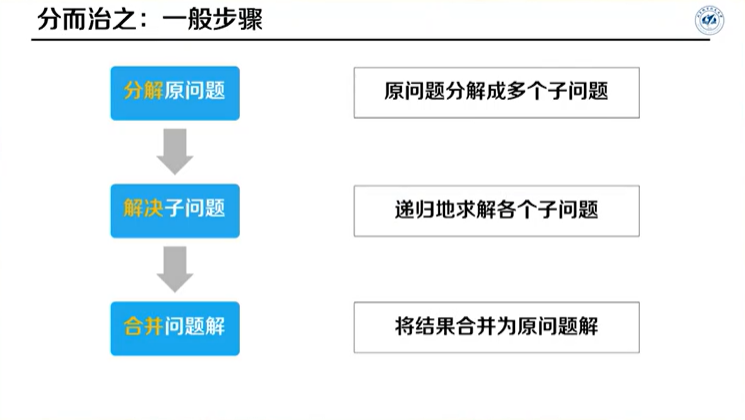 分而治之：一般步骤
分解原问题
原问题分解成多个子问题
解决子问题
递归地求解各个子问题
合并问题解
将结果合并为原问题解